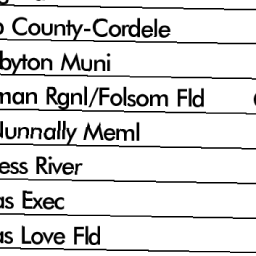 County-Cordele
byton Muni
man Rgnl/Folsom Fld
Nunnally Meml
ess River
as Exec
as Love Fld